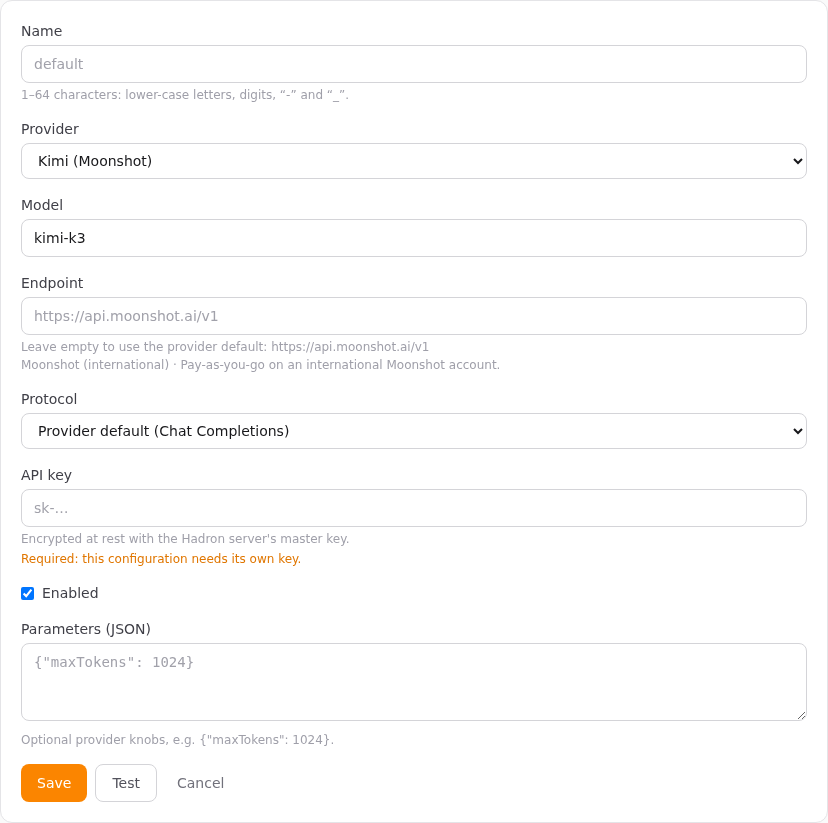 Name
default
1–64 characters: lower-case letters, digits, “-” and “_”.
Provider
Kimi (Moonshot)
Model
kimi-k3
Endpoint
https://api.moonshot.ai/v1
Leave empty to use the provider default: https://api.moonshot.ai/v1
Moonshot (international) · Pay-as-you-go on an international Moonshot account.
Protocol
Provider default (Chat Completions)
API key
sk-…
Encrypted at rest with the Hadron server's master key.
Required: this configuration needs its own key.
Enabled
Parameters (JSON)
{"maxTokens": 1024}
Optional provider knobs, e.g. {"maxTokens": 1024}.
Save Test Cancel